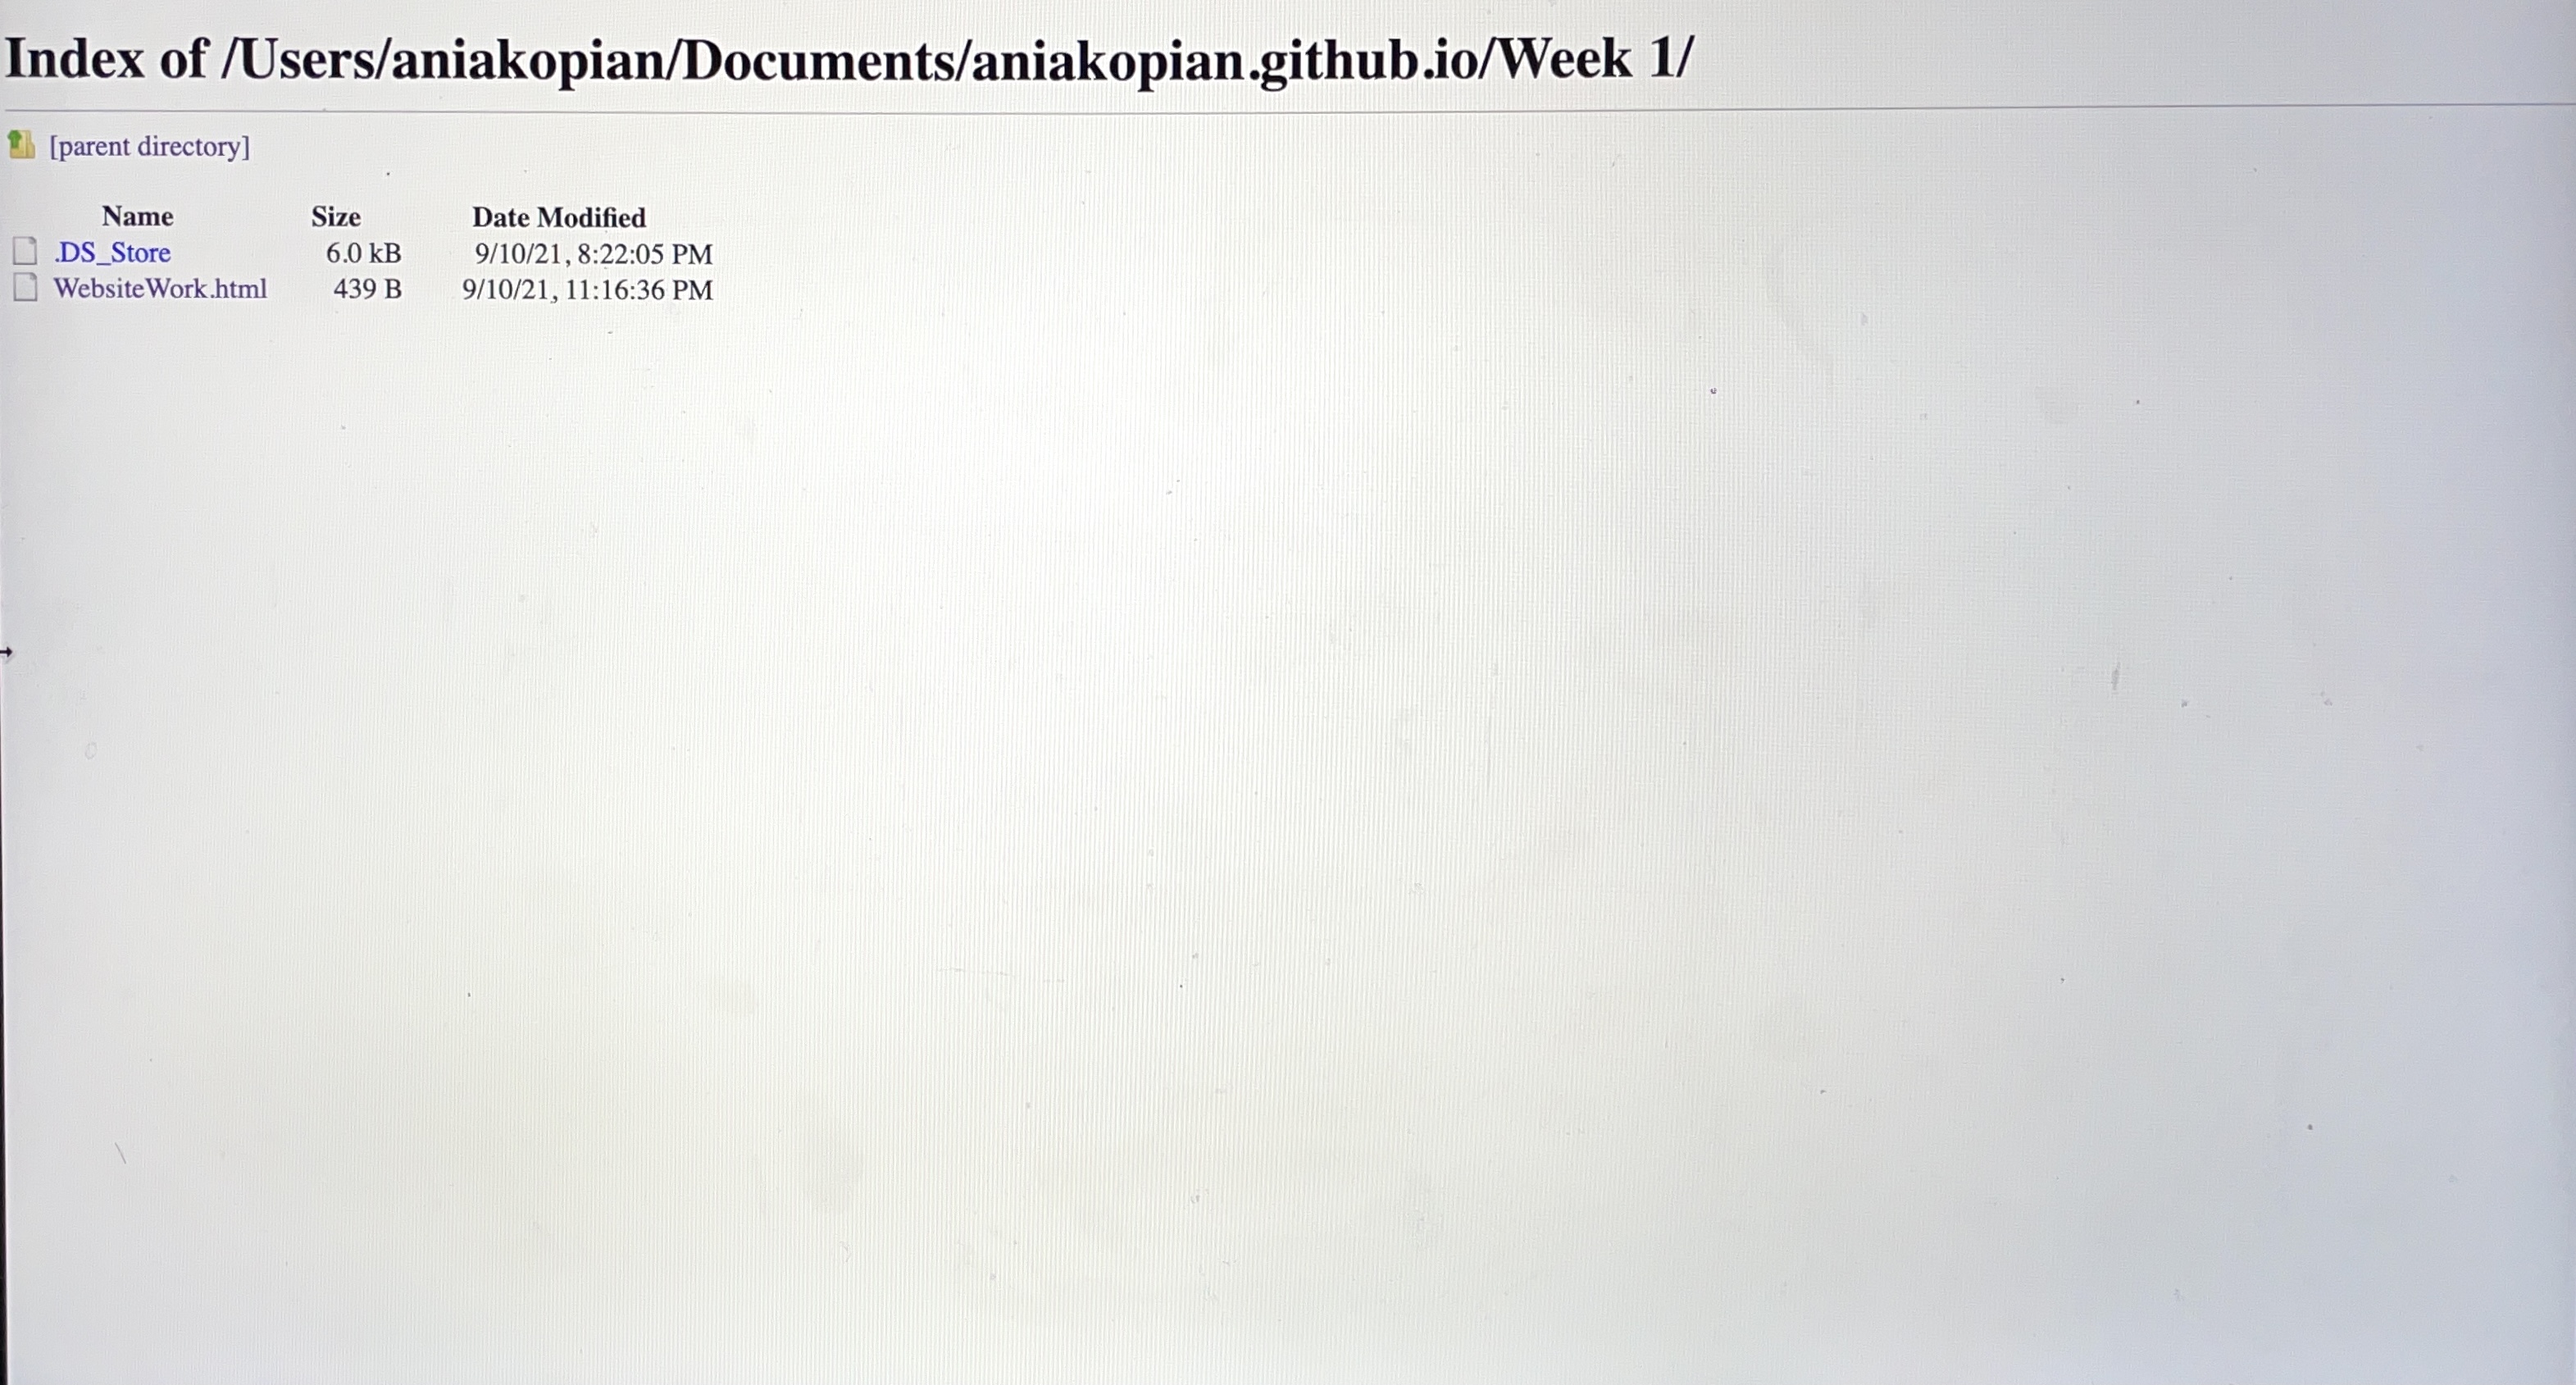 Index of /Users/aniakopian/Documents/aniakopian.github.io/Week 1/
[parent directory]
Name Size Date Modified
.DS_Store 6.0 kB 9/10/21, 8:22:05 PM
WebsiteWork.html 439 B 9/10/21, 11:16:36 PM